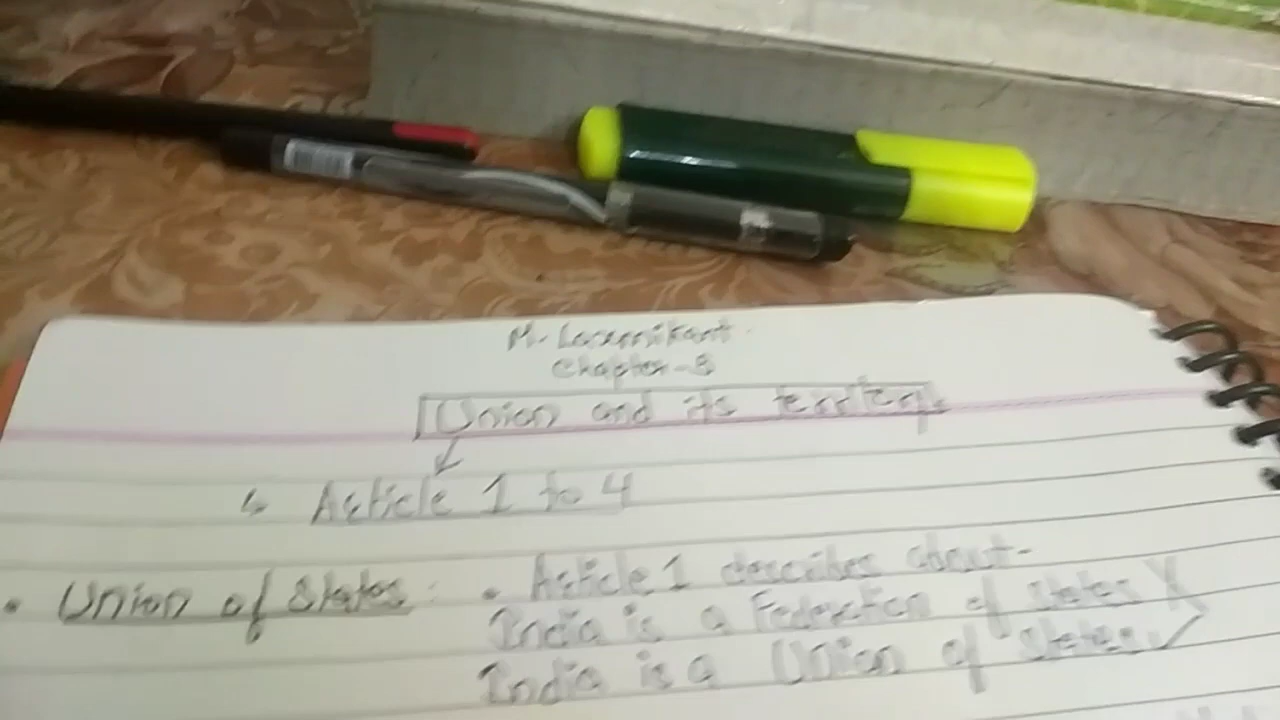 M. Laxmikant
Chapter-5
Union and its territory
↳ Article 1 to 4
• Union of States: • Article 1 describes about-
India is a Federation of states X
India is a Union of states ✓